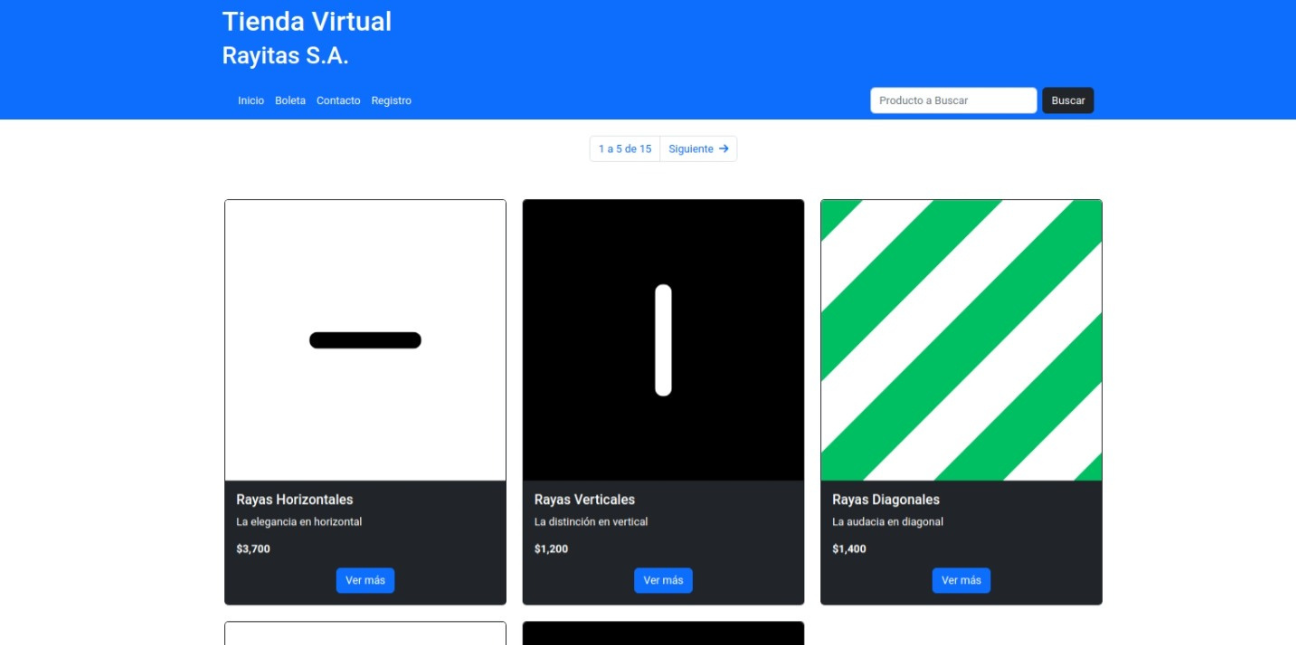 Tienda Virtual
Rayitas S.A.
Inicio Boleta Contacto Registro
Producto a Buscar
Buscar
1 a 5 de 15
Siguiente →
Rayas Horizontales
La elegancia en horizontal
$3,700
Ver más
Rayas Verticales
La distinción en vertical
$1,200
Ver más
Rayas Diagonales
La audacia en diagonal
$1,400
Ver más